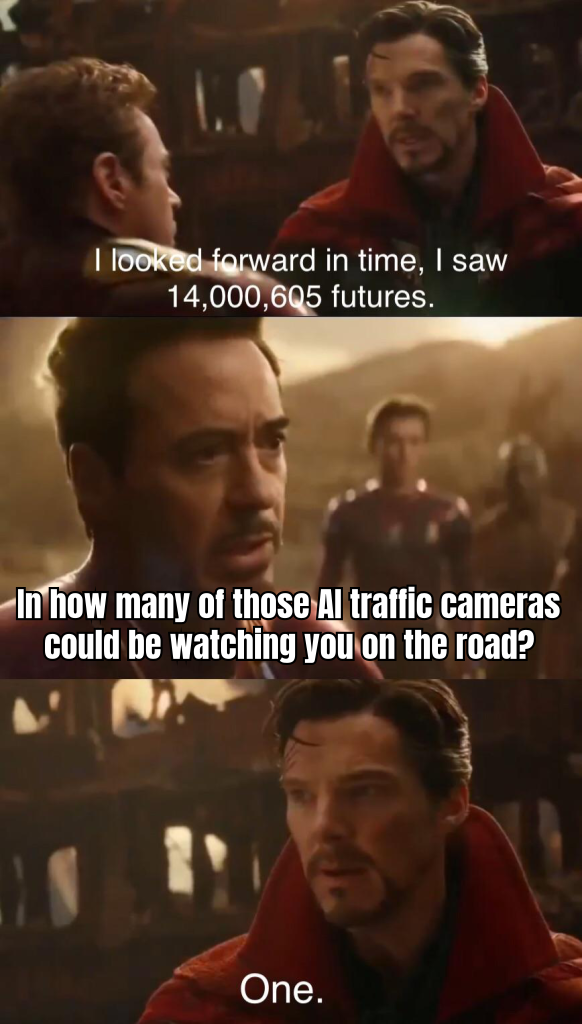 I looked forward in time, I saw
14,000,605 futures.
In how many of those AI traffic cameras
could be watching you on the road?
One.